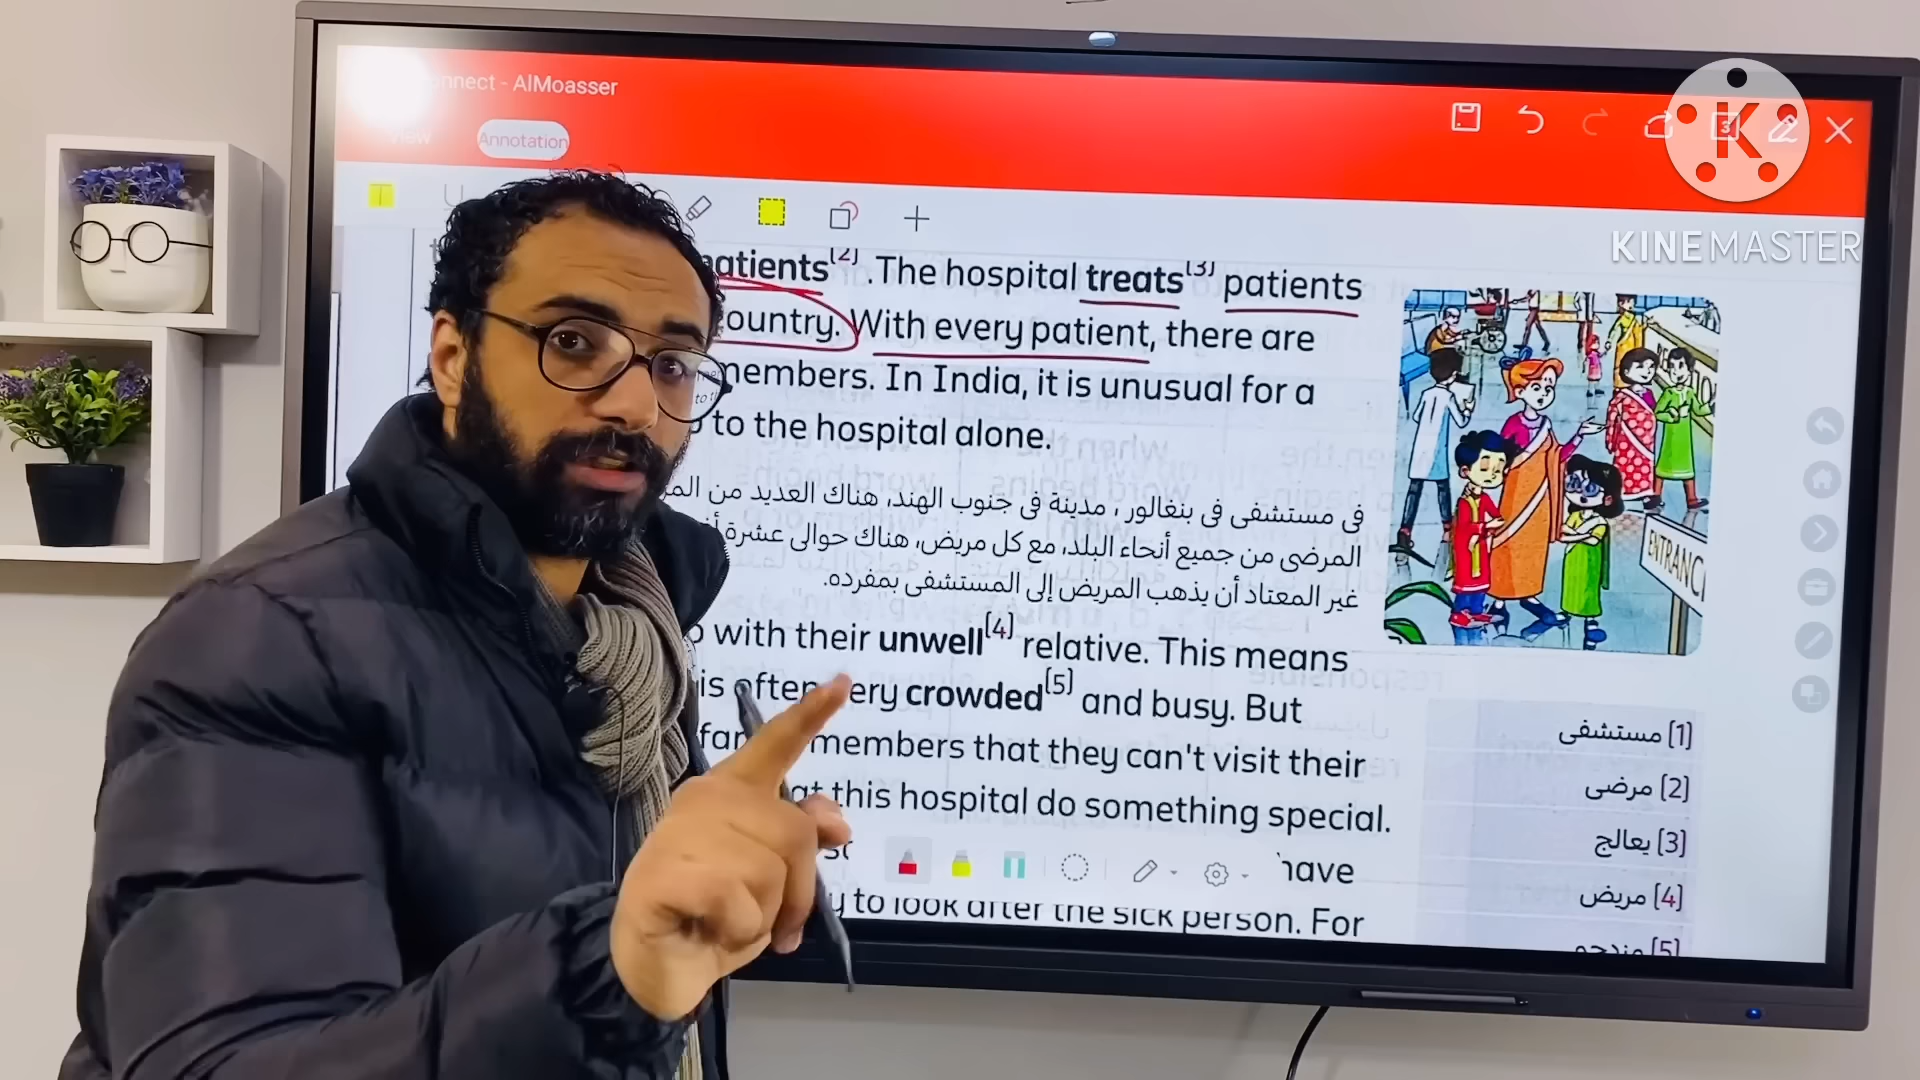 nnect - AlMoasser
Annotation
K
KINEMASTER
patients[2]. The hospital treats[3] patients
ountry. With every patient, there are
members. In India, it is unusual for a
to the hospital alone.
فى مستشفى فى بنغالور، مدينة فى جنوب الهند، هناك العديد من
المرضى من جميع أنحاء البلد، مع كل مريض، هناك حوالى عشرة
غير المعتاد أن يذهب المريض إلى المستشفى بمفرده.
with their unwell[4] relative. This means
is often very crowded[5] and busy. But
members that they can't visit their
at this hospital do something special.
have
to look after the sick person. For
ENTRANC
[1] مستشفى
[2] مرضى
[3] يعالج
[4] مريض
[5] مزدحم